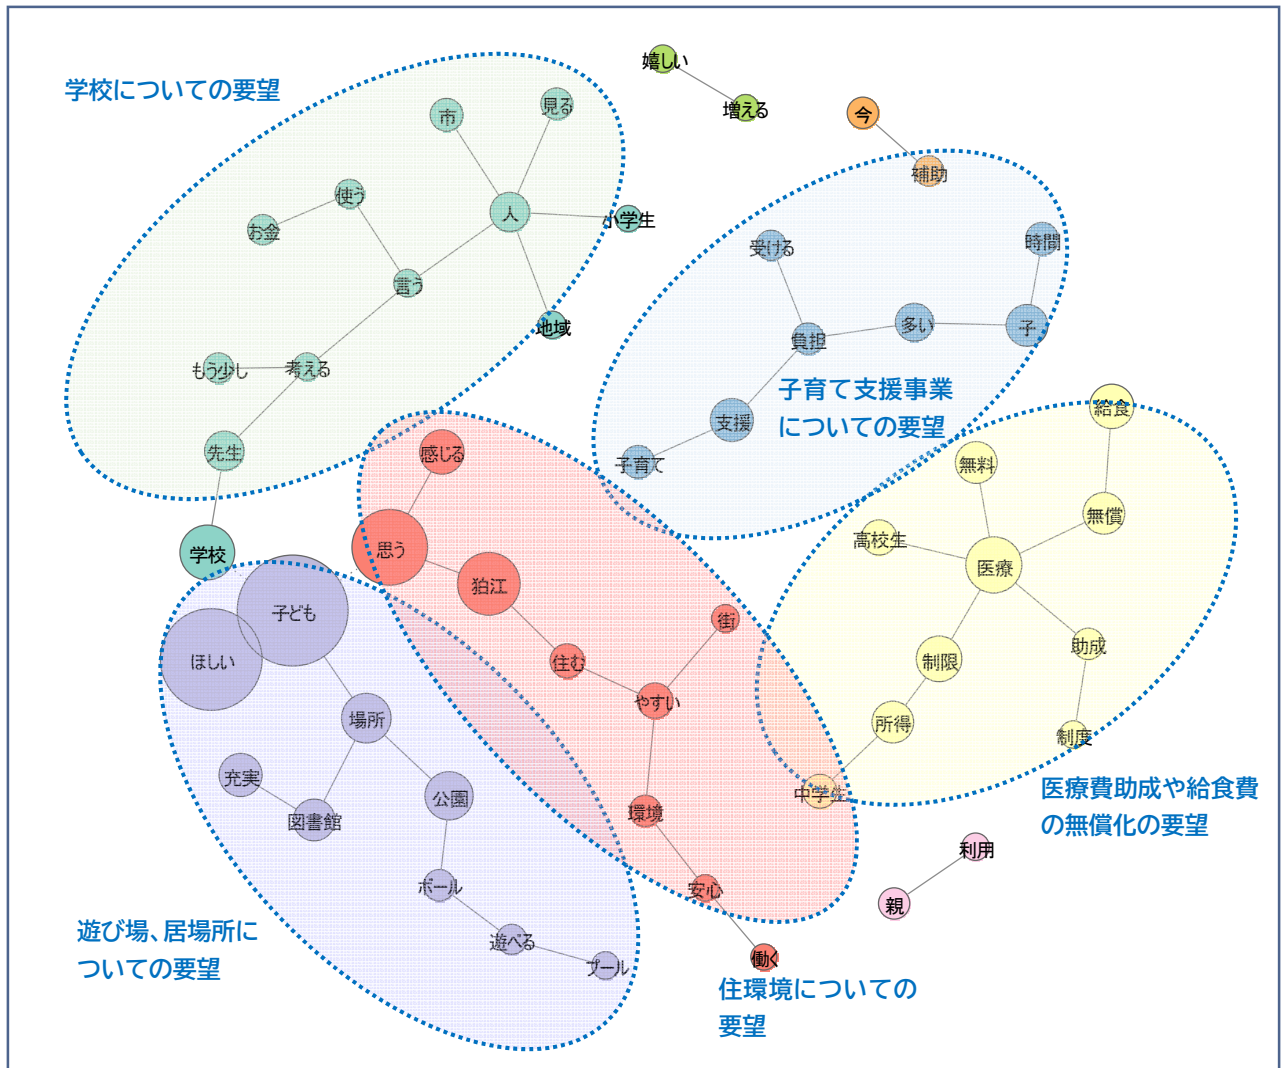 嬉しい
増える
学校についての要望
市
見る
今
補助
使う
お金
人
小学生
言う
地域
もう少し
考える
先生
学校
受ける
時間
負担
多い
子
子育て支援事業
についての要望
支援
子育て
給食
無料
無償
高校生
医療
制限
助成
所得
制度
中学生
医療費助成や給食費
の無償化の要望
感じる
思う
狛江
街
住む
やすい
環境
安心
働く
住環境についての
要望
子ども
ほしい
場所
充実
図書館
公園
ボール
遊べる
プール
遊び場、居場所に
ついての要望
利用
親